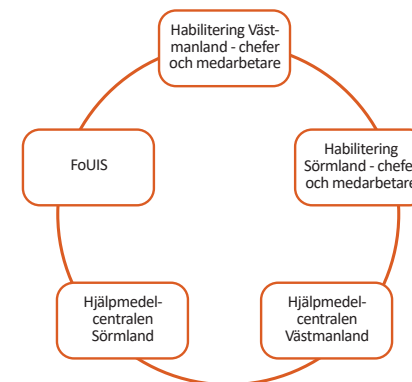 Habilitering Väst-
manland - chefer
och medarbetare
Habilitering
Sörmland - chefe
och medarbetare
Hjälpmedel-
centralen
Västmanland
Hjälpmedel-
centralen
Sörmland
FoUIS